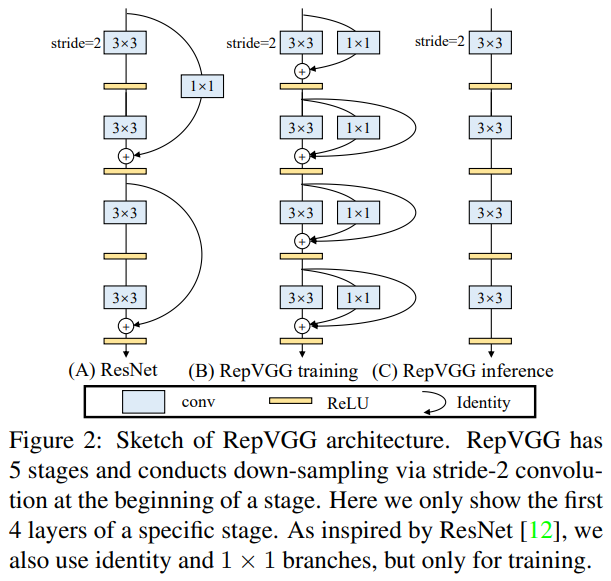 stride=2 3×3
1×1
3×3
3×3
3×3
stride=2 3×3 1×1
3×3 1×1
3×3 1×1
3×3 1×1
stride=2 3×3
3×3
3×3
3×3
(A) ResNet (B) RepVGG training (C) RepVGG inference
conv ReLU Identity
Figure 2: Sketch of RepVGG architecture. RepVGG has
5 stages and conducts down-sampling via stride-2 convolu-
tion at the beginning of a stage. Here we only show the first
4 layers of a specific stage. As inspired by ResNet [12], we
also use identity and 1 × 1 branches, but only for training.